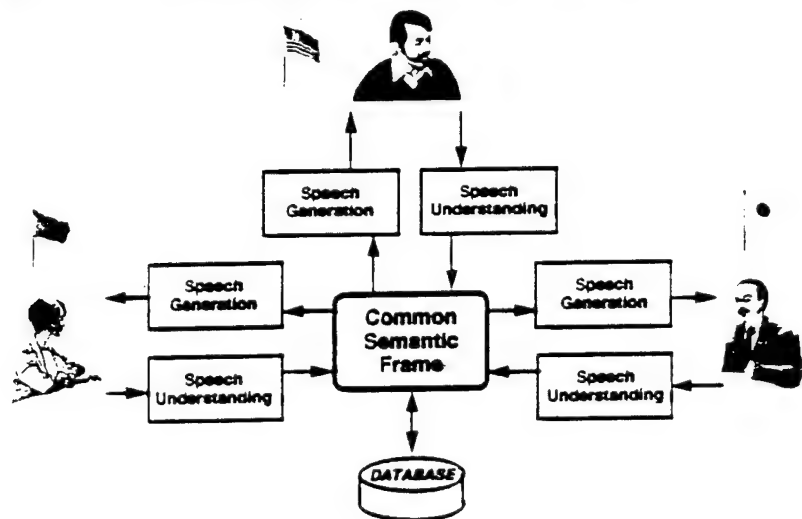 Speech
Generation
Speech
Understanding
Speech
Generation
Common
Semantic
Frame
Speech
Generation
Speech
Understanding
Speech
Understanding
DATABASE